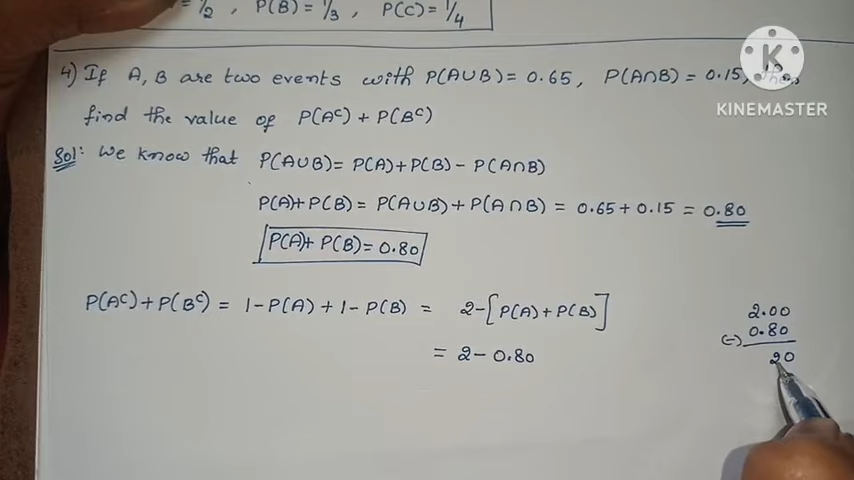 = 1/2 , P(B) = 1/3 , P(C) = 1/4
4) If A, B are two events with P(A∪B) = 0.65, P(A∩B) = 0.15, then
find the value of P(Aᶜ) + P(Bᶜ)
Sol: We know that P(A∪B) = P(A) + P(B) - P(A∩B)
P(A)+P(B) = P(A∪B) + P(A∩B) = 0.65 + 0.15 = 0.80
P(A)+ P(B) = 0.80
P(Aᶜ)+P(Bᶜ) = 1-P(A) + 1- P(B) = 2-[P(A) + P(B)]
= 2 - 0.80
2.00
(-) 0.80
20
KINEMASTER